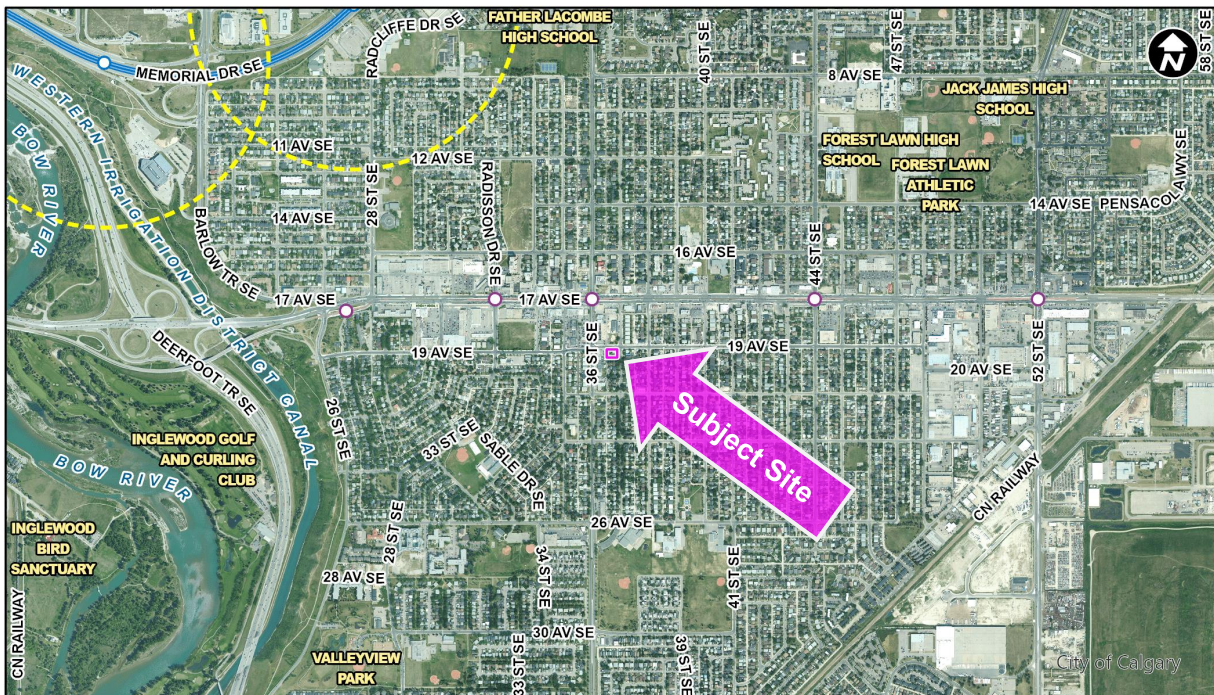 RADCLIFFE DR SE
FATHER LACOMBE
HIGH SCHOOL
40 ST SE
47 ST SE
58 ST SE
N
MEMORIAL DR SE
8 AV SE
JACK JAMES HIGH
SCHOOL
WESTERN IRRIGATION DISTRICT CANAL
BOW RIVER
11 AV SE
12 AV SE
FOREST LAWN HIGH
SCHOOL
FOREST LAWN
ATHLETIC
PARK
28 ST SE
RADISSON DR SE
14 AV SE
14 AV SE
PENSACOLA WY SE
BARLOW TR SE
16 AV SE
44 ST SE
17 AV SE
17 AV SE
DEERFOOT TR SE
19 AV SE
36 ST SE
19 AV SE
20 AV SE
52 ST SE
Subject Site
26 ST SE
33 ST SE
SABLE DR SE
INGLEWOOD GOLF
AND CURLING
CLUB
BOW RIVER
CN RAILWAY
INGLEWOOD
BIRD
SANCTUARY
28 ST SE
26 AV SE
34 ST SE
41 ST SE
28 AV SE
CN RAILWAY
30 AV SE
33 ST SE
39 ST SE
VALLEYVIEW
PARK
City of Calgary